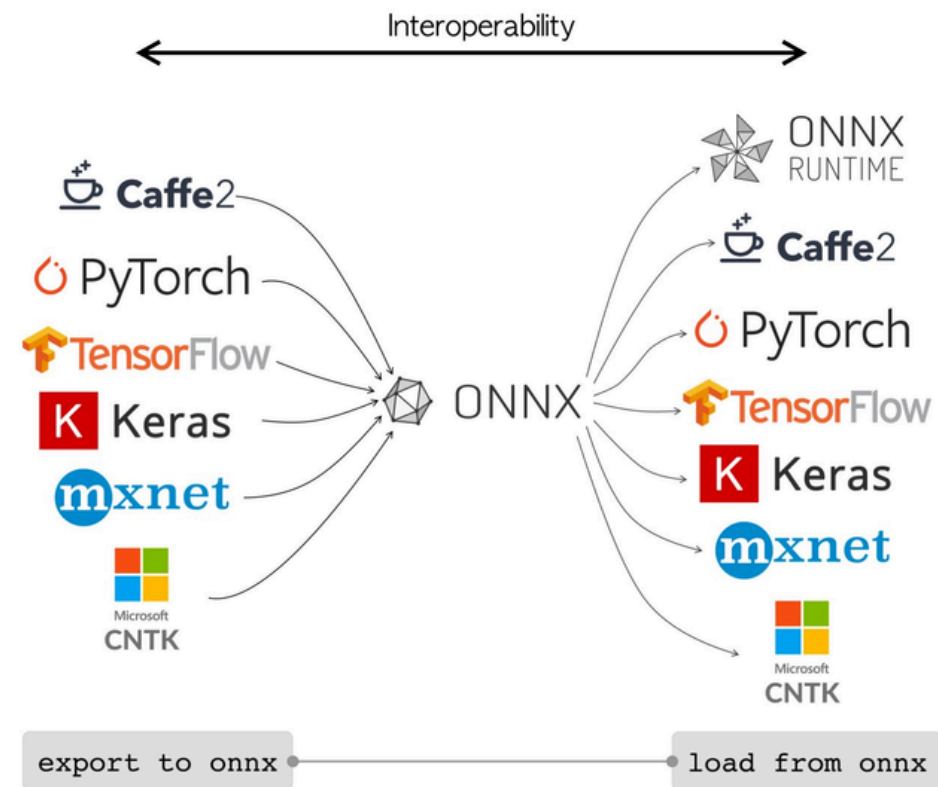 Interoperability
Caffe2
PyTorch
TensorFlow
K Keras
mxnet
Microsoft
CNTK
ONNX
ONNX
RUNTIME
Caffe2
PyTorch
TensorFlow
K Keras
mxnet
Microsoft
CNTK
export to onnx
load from onnx